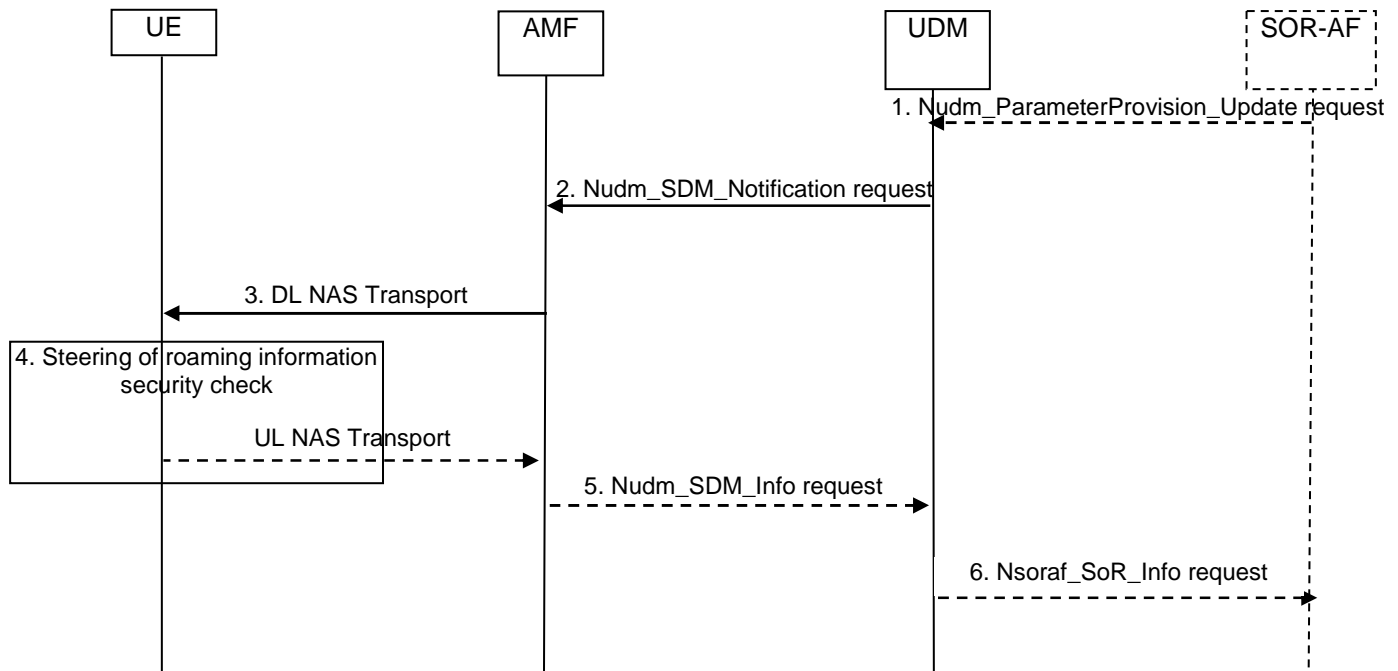 UE
AMF
UDM
SOR-AF
1. Nudm_ParameterProvision_Update request
2. Nudm_SDM_Notification request
3. DL NAS Transport
4. Steering of roaming information
security check
UL NAS Transport
5. Nudm_SDM_Info request
6. Nsoraf_SoR_Info request